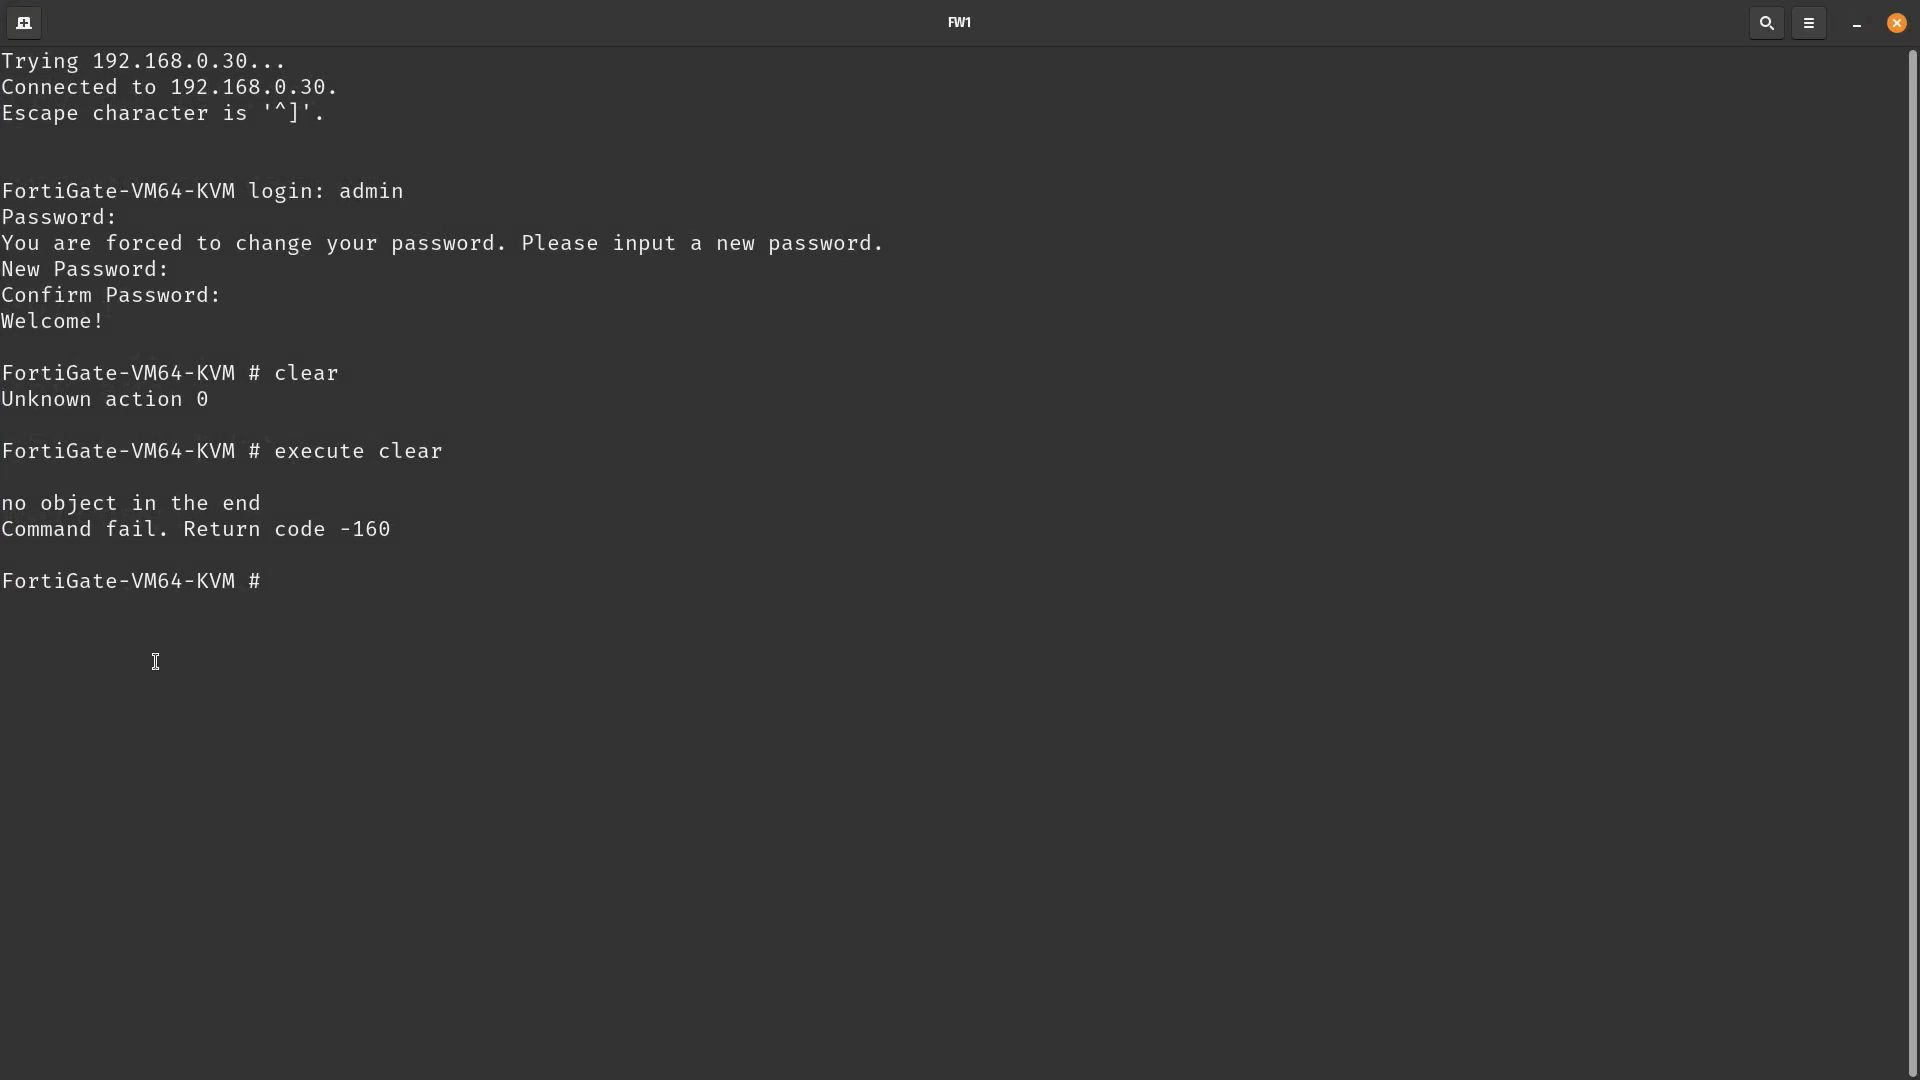 FW1
Trying 192.168.0.30...
Connected to 192.168.0.30.
Escape character is '^]'.
FortiGate-VM64-KVM login: admin
Password:
You are forced to change your password. Please input a new password.
New Password:
Confirm Password:
Welcome!
FortiGate-VM64-KVM # clear
Unknown action 0
FortiGate-VM64-KVM # execute clear
no object in the end
Command fail. Return code -160
FortiGate-VM64-KVM #